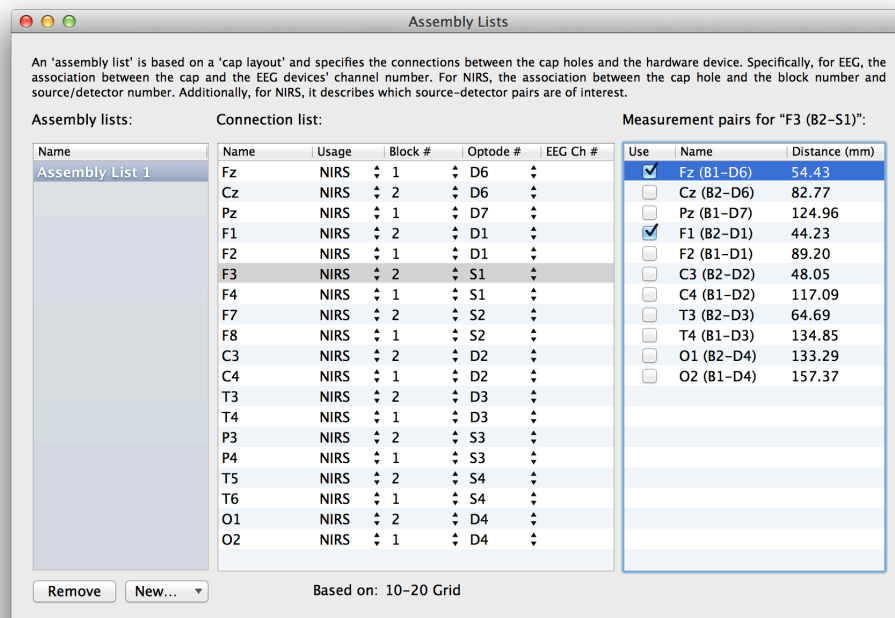 Assembly Lists
An ‘assembly list’ is based on a ‘cap layout’ and specifies the connections between the cap holes and the hardware device. Specifically, for EEG, the
association between the cap and the EEG devices’ channel number. For NIRS, the association between the cap hole and the block number and
source/detector number. Additionally, for NIRS, it describes which source-detector pairs are of interest.
Assembly lists: Connection list: Measurement pairs for “F3 (B2-S1)”:
Name Name Usage Block # Optode # EEG Ch # Use Name Distance (mm)
Assembly List 1 Fz NIRS 1 D6 Fz (B1-D6) 54.43
Cz NIRS 2 D6 Cz (B2-D6) 82.77
Pz NIRS 1 D7 Pz (B1-D7) 124.96
F1 NIRS 2 D1 F1 (B2-D1) 44.23
F2 NIRS 1 D1 F2 (B1-D1) 89.20
F3 NIRS 2 S1 C3 (B2-D2) 48.05
F4 NIRS 1 S1 C4 (B1-D2) 117.09
F7 NIRS 2 S2 T3 (B2-D3) 64.69
F8 NIRS 1 S2 T4 (B1-D3) 134.85
C3 NIRS 2 D2 O1 (B2-D4) 133.29
C4 NIRS 1 D2 O2 (B1-D4) 157.37
T3 NIRS 2 D3
T4 NIRS 1 D3
P3 NIRS 2 S3
P4 NIRS 1 S3
T5 NIRS 2 S4
T6 NIRS 1 S4
O1 NIRS 2 D4
O2 NIRS 1 D4
Remove New... Based on: 10-20 Grid